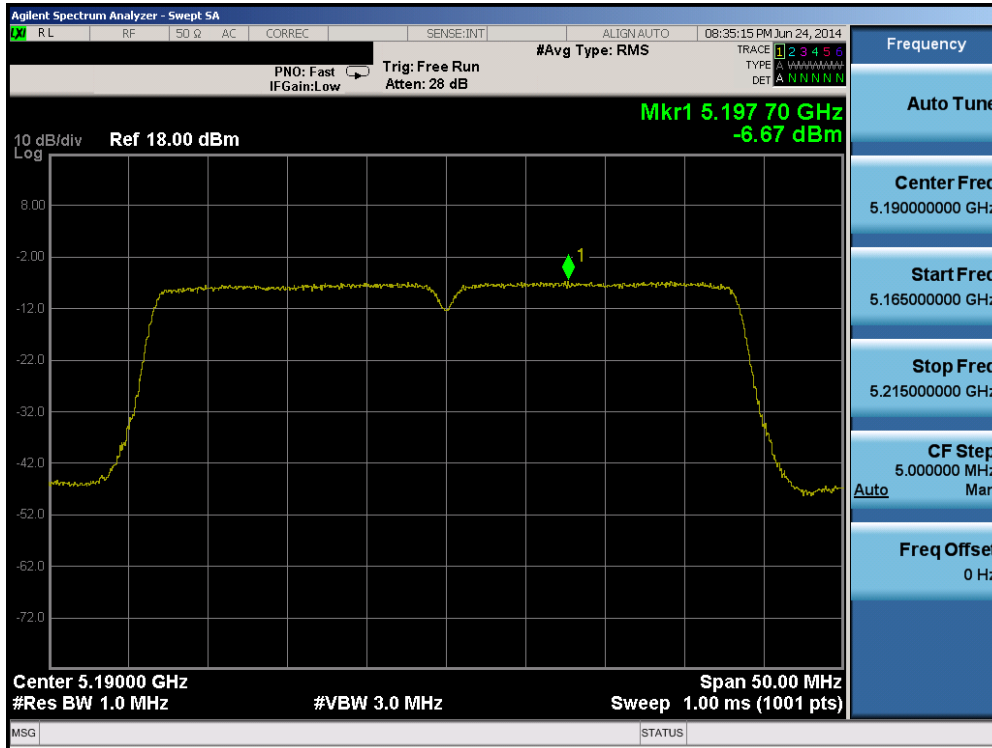 Agilent Spectrum Analyzer - Swept SA
LXI RL RF 50 Ω AC CORREC SENSE:INT ALIGN AUTO 08:35:15 PM Jun 24, 2014
#Avg Type: RMS
TRACE 1 2 3 4 5 6
PNO: Fast Trig: Free Run TYPE A WWWWW
IFGain:Low Atten: 28 dB DET A N N N N N
Mkr1 5.197 70 GHz
-6.67 dBm
10 dB/div Ref 18.00 dBm
Log
8.00
1
-2.00
-12.0
-22.0
-32.0
-42.0
-52.0
-62.0
-72.0
Center 5.19000 GHz Span 50.00 MHz
#Res BW 1.0 MHz #VBW 3.0 MHz Sweep 1.00 ms (1001 pts)
MSG STATUS
Frequency
Auto Tune
Center Freq
5.190000000 GHz
Start Freq
5.165000000 GHz
Stop Freq
5.215000000 GHz
CF Step
5.000000 MHz
Auto Man
Freq Offset
0 Hz